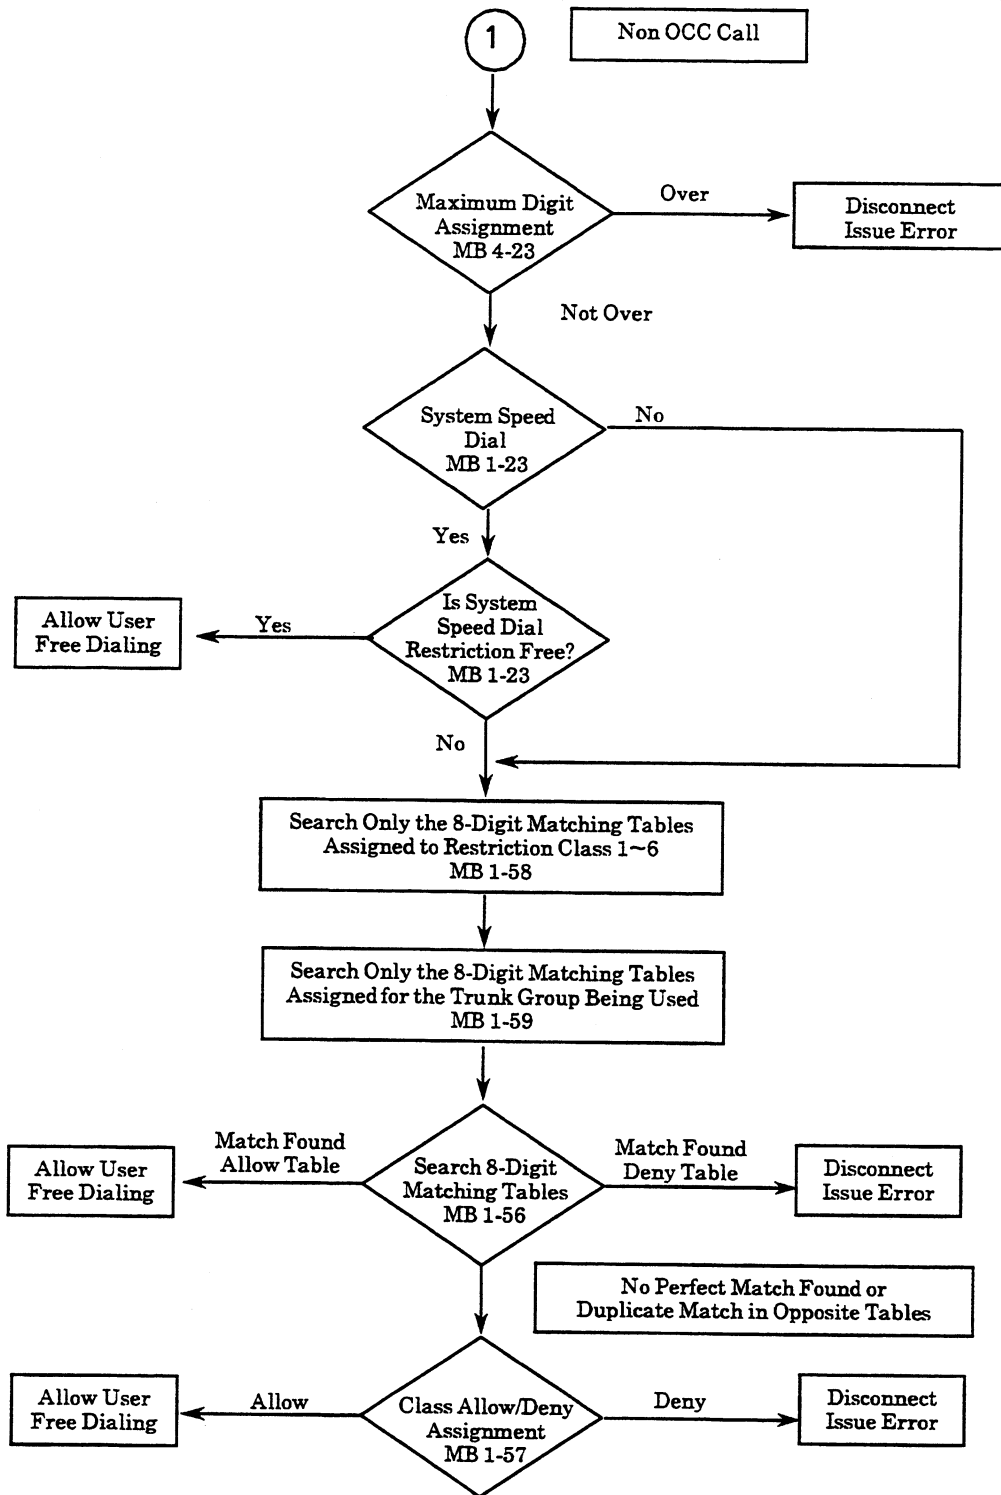 1
Non OCC Call
Maximum Digit
Assignment
MB 4-23
Over
Disconnect
Issue Error
Not Over
System Speed
Dial
MB 1-23
No
Yes
Is System
Speed Dial
Restriction Free?
MB 1-23
Yes
Allow User
Free Dialing
No
Search Only the 8-Digit Matching Tables
Assigned to Restriction Class 1~6
MB 1-58
Search Only the 8-Digit Matching Tables
Assigned for the Trunk Group Being Used
MB 1-59
Allow User
Free Dialing
Match Found
Allow Table
Search 8-Digit
Matching Tables
MB 1-56
Match Found
Deny Table
Disconnect
Issue Error
No Perfect Match Found or
Duplicate Match in Opposite Tables
Allow User
Free Dialing
Allow
Class Allow/Deny
Assignment
MB 1-57
Deny
Disconnect
Issue Error